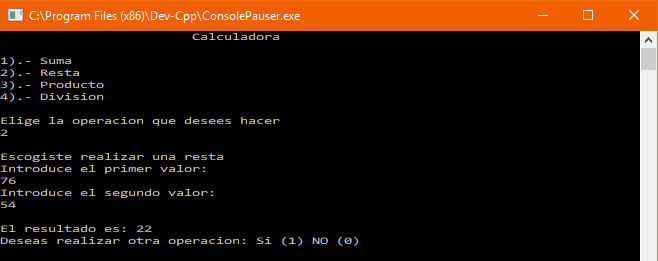 C:\Program Files (x86)\Dev-Cpp\ConsolePauser.exe
Calculadora
1).- Suma
2).- Resta
3).- Producto
4).- Division
Elige la operacion que desees hacer
2
Escogiste realizar una resta
Introduce el primer valor:
76
Introduce el segundo valor:
54
El resultado es: 22
Deseas realizar otra operacion: Si (1) NO (0)